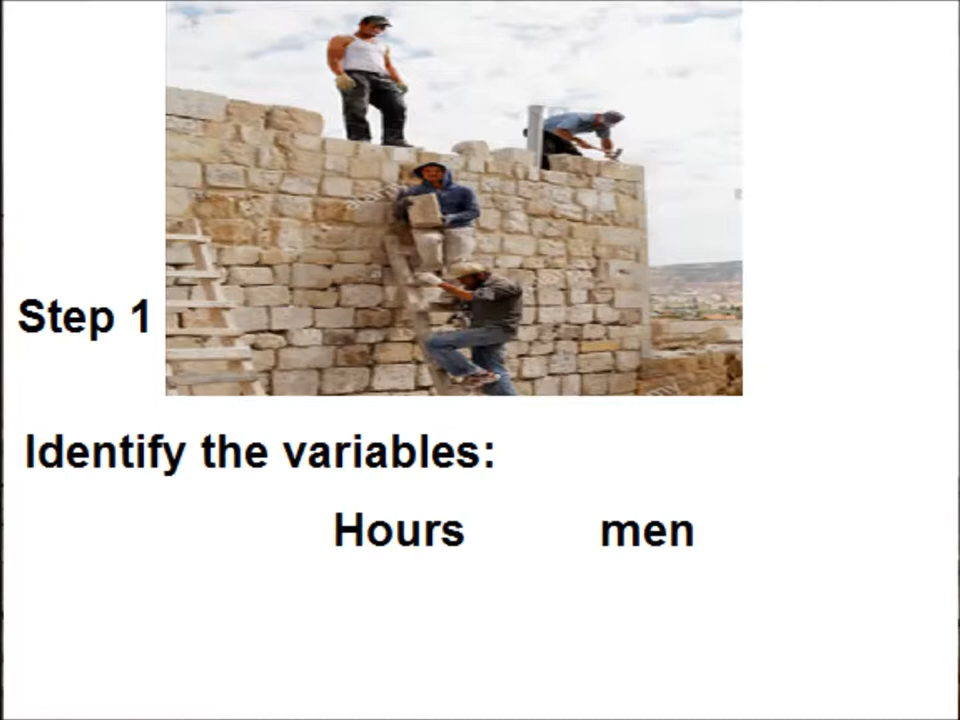 Step 1
Identify the variables:
Hours men